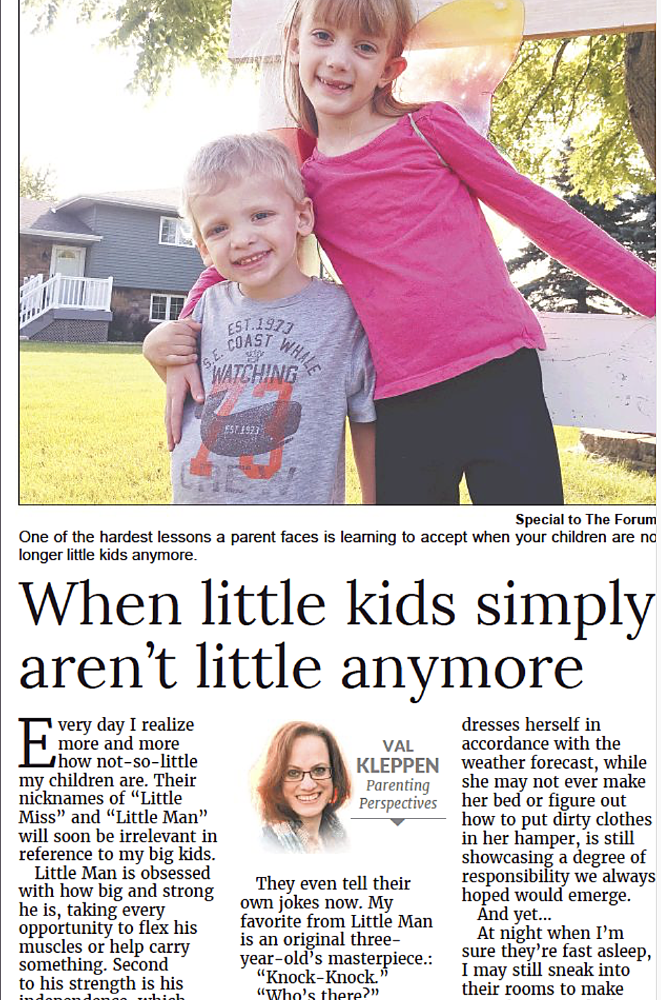 EST.1973
S.E. COAST WHALE
WATCHING
73
EST.1973
CREW
Special to The Forum
One of the hardest lessons a parent faces is learning to accept when your children are no
longer little kids anymore.
When little kids simply
aren’t little anymore
Every day I realize
more and more
how not-so-little
my children are. Their
nicknames of “Little
Miss” and “Little Man”
will soon be irrelevant in
reference to my big kids.
Little Man is obsessed
with how big and strong
he is, taking every
opportunity to flex his
muscles or help carry
something. Second
to his strength is his
independence, which
VAL
KLEPPEN
Parenting
Perspectives
They even tell their
own jokes now. My
favorite from Little Man
is an original three-
year-old’s masterpiece.:
“Knock-Knock.”
“Who’s there?”
dresses herself in
accordance with the
weather forecast, while
she may not ever make
her bed or figure out
how to put dirty clothes
in her hamper, is still
showcasing a degree of
responsibility we always
hoped would emerge.
And yet...
At night when I’m
sure they’re fast asleep,
I may still sneak into
their rooms to make